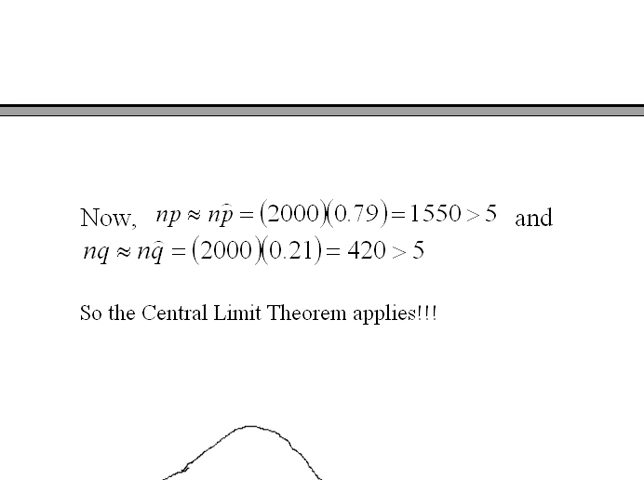 Now, np ≈ np̂ = (2000)(0.79) = 1550 > 5 and
nq ≈ nq̂ = (2000)(0.21) = 420 > 5
So the Central Limit Theorem applies!!!